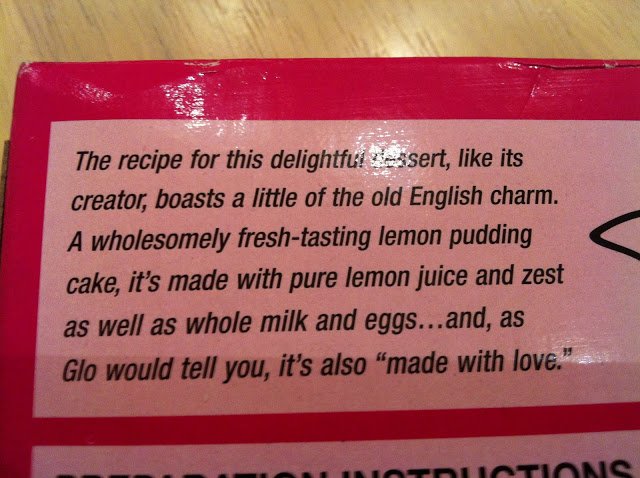 The recipe for this delightful dessert, like its
creator, boasts a little of the old English charm.
A wholesomely fresh-tasting lemon pudding
cake, it's made with pure lemon juice and zest
as well as whole milk and eggs...and, as
Glo would tell you, it's also “made with love.”
PREPARATION INSTRUCTIONS